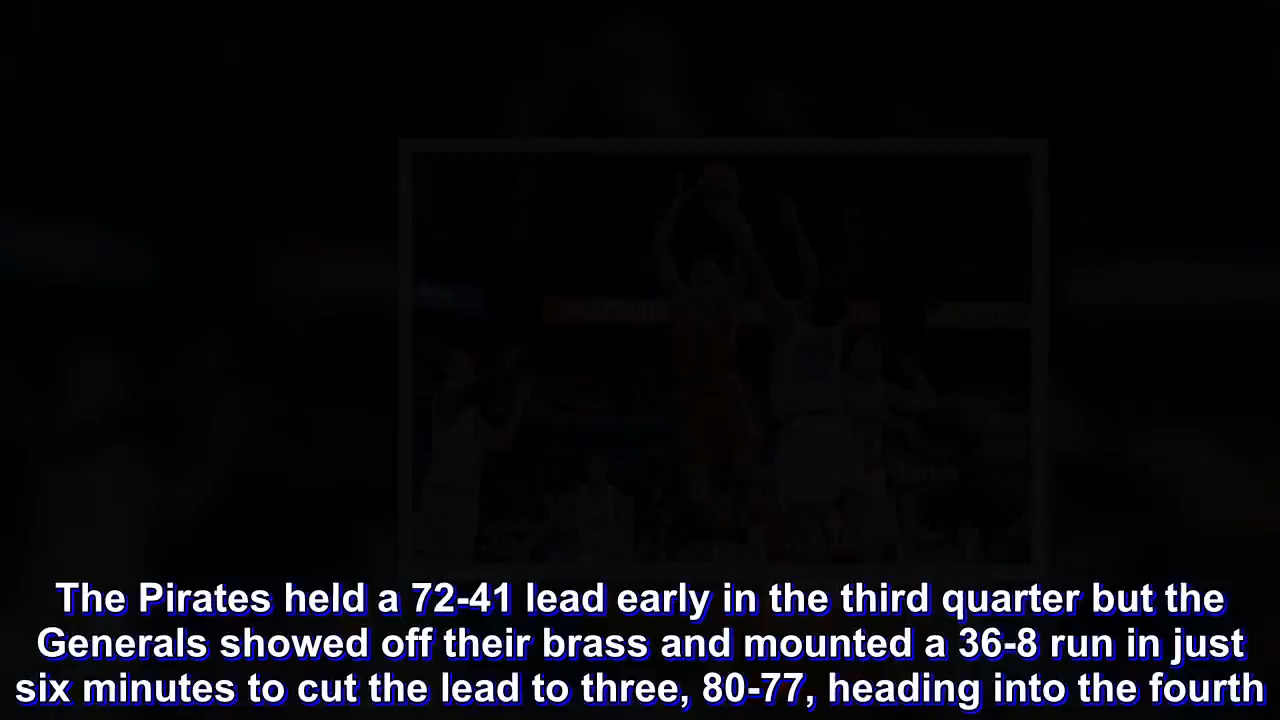 The Pirates held a 72-41 lead early in the third quarter but the
Generals showed off their brass and mounted a 36-8 run in just
six minutes to cut the lead to three, 80-77, heading into the fourth